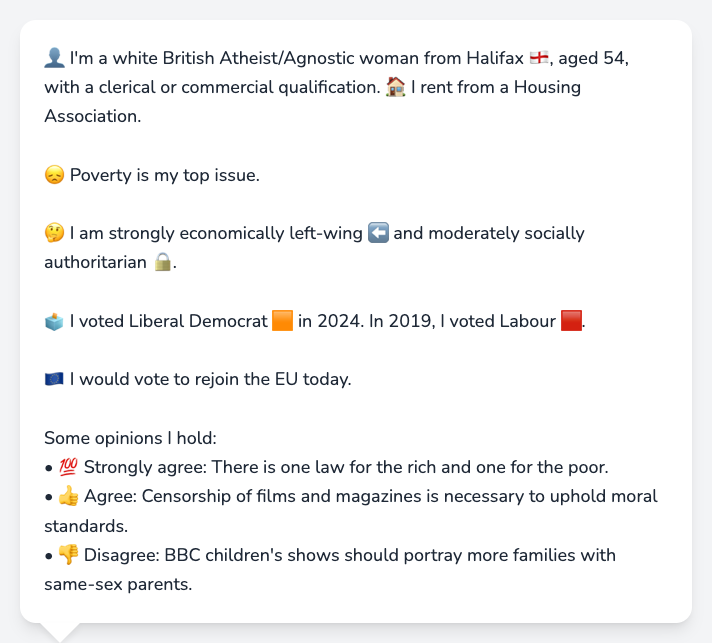 👤 I'm a white British Atheist/Agnostic woman from Halifax 🏴󠁧󠁢󠁥󠁮󠁧󠁿, aged 54,
with a clerical or commercial qualification. 🏠 I rent from a Housing
Association.
😞 Poverty is my top issue.
🤔 I am strongly economically left-wing ⬅️ and moderately socially
authoritarian 🔒.
🗳️ I voted Liberal Democrat 🟧 in 2024. In 2019, I voted Labour 🟥.
🇪🇺 I would vote to rejoin the EU today.
Some opinions I hold:
• 💯 Strongly agree: There is one law for the rich and one for the poor.
• 👍 Agree: Censorship of films and magazines is necessary to uphold moral
standards.
• 👎 Disagree: BBC children's shows should portray more families with
same-sex parents.